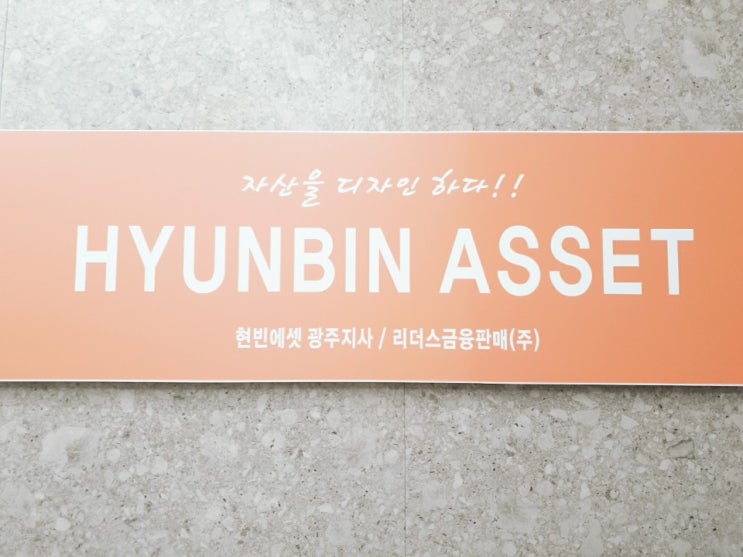 자산을 디자인 하다!!
HYUNBIN ASSET
현빈에셋 광주지사 / 리더스금융판매(주)